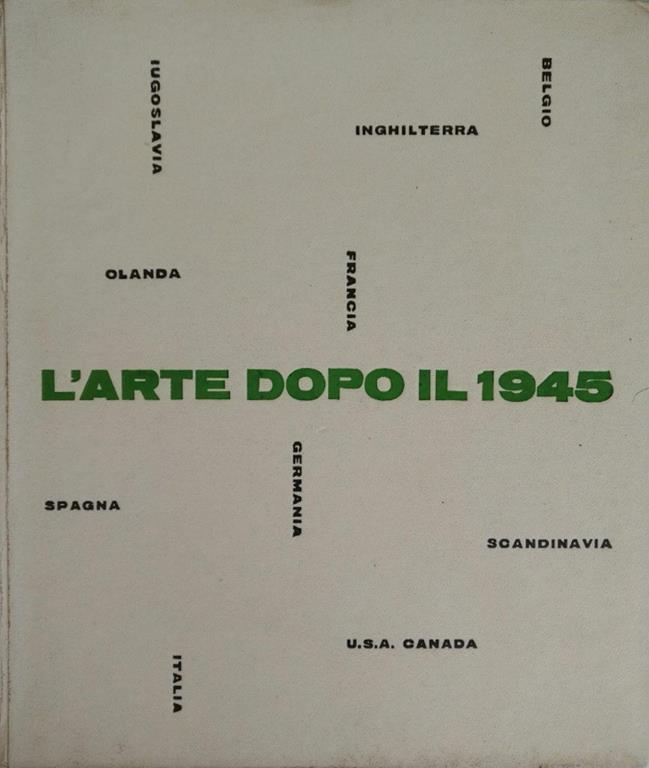 IUGOSLAVIA
BELGIO
INGHILTERRA
OLANDA
FRANCIA
L'ARTE DOPO IL 1945
GERMANIA
SPAGNA
SCANDINAVIA
U.S.A. CANADA
ITALIA